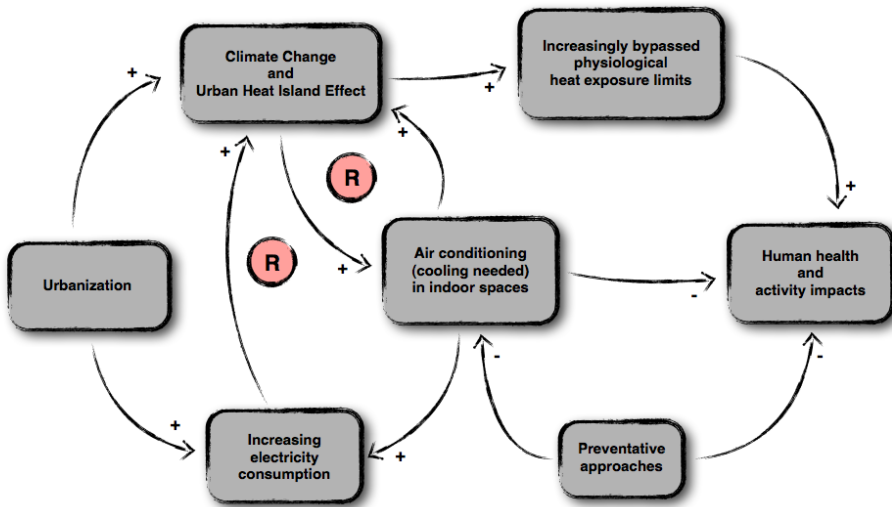 Climate Change
and
Urban Heat Island Effect
Increasingly bypassed
physiological
heat exposure limits
+
+
+
+
R
+
R
+
Urbanization
Air conditioning
(cooling needed)
in indoor spaces
Human health
and
activity impacts
-
-
-
+
+
Increasing
electricity
consumption
Preventative
approaches